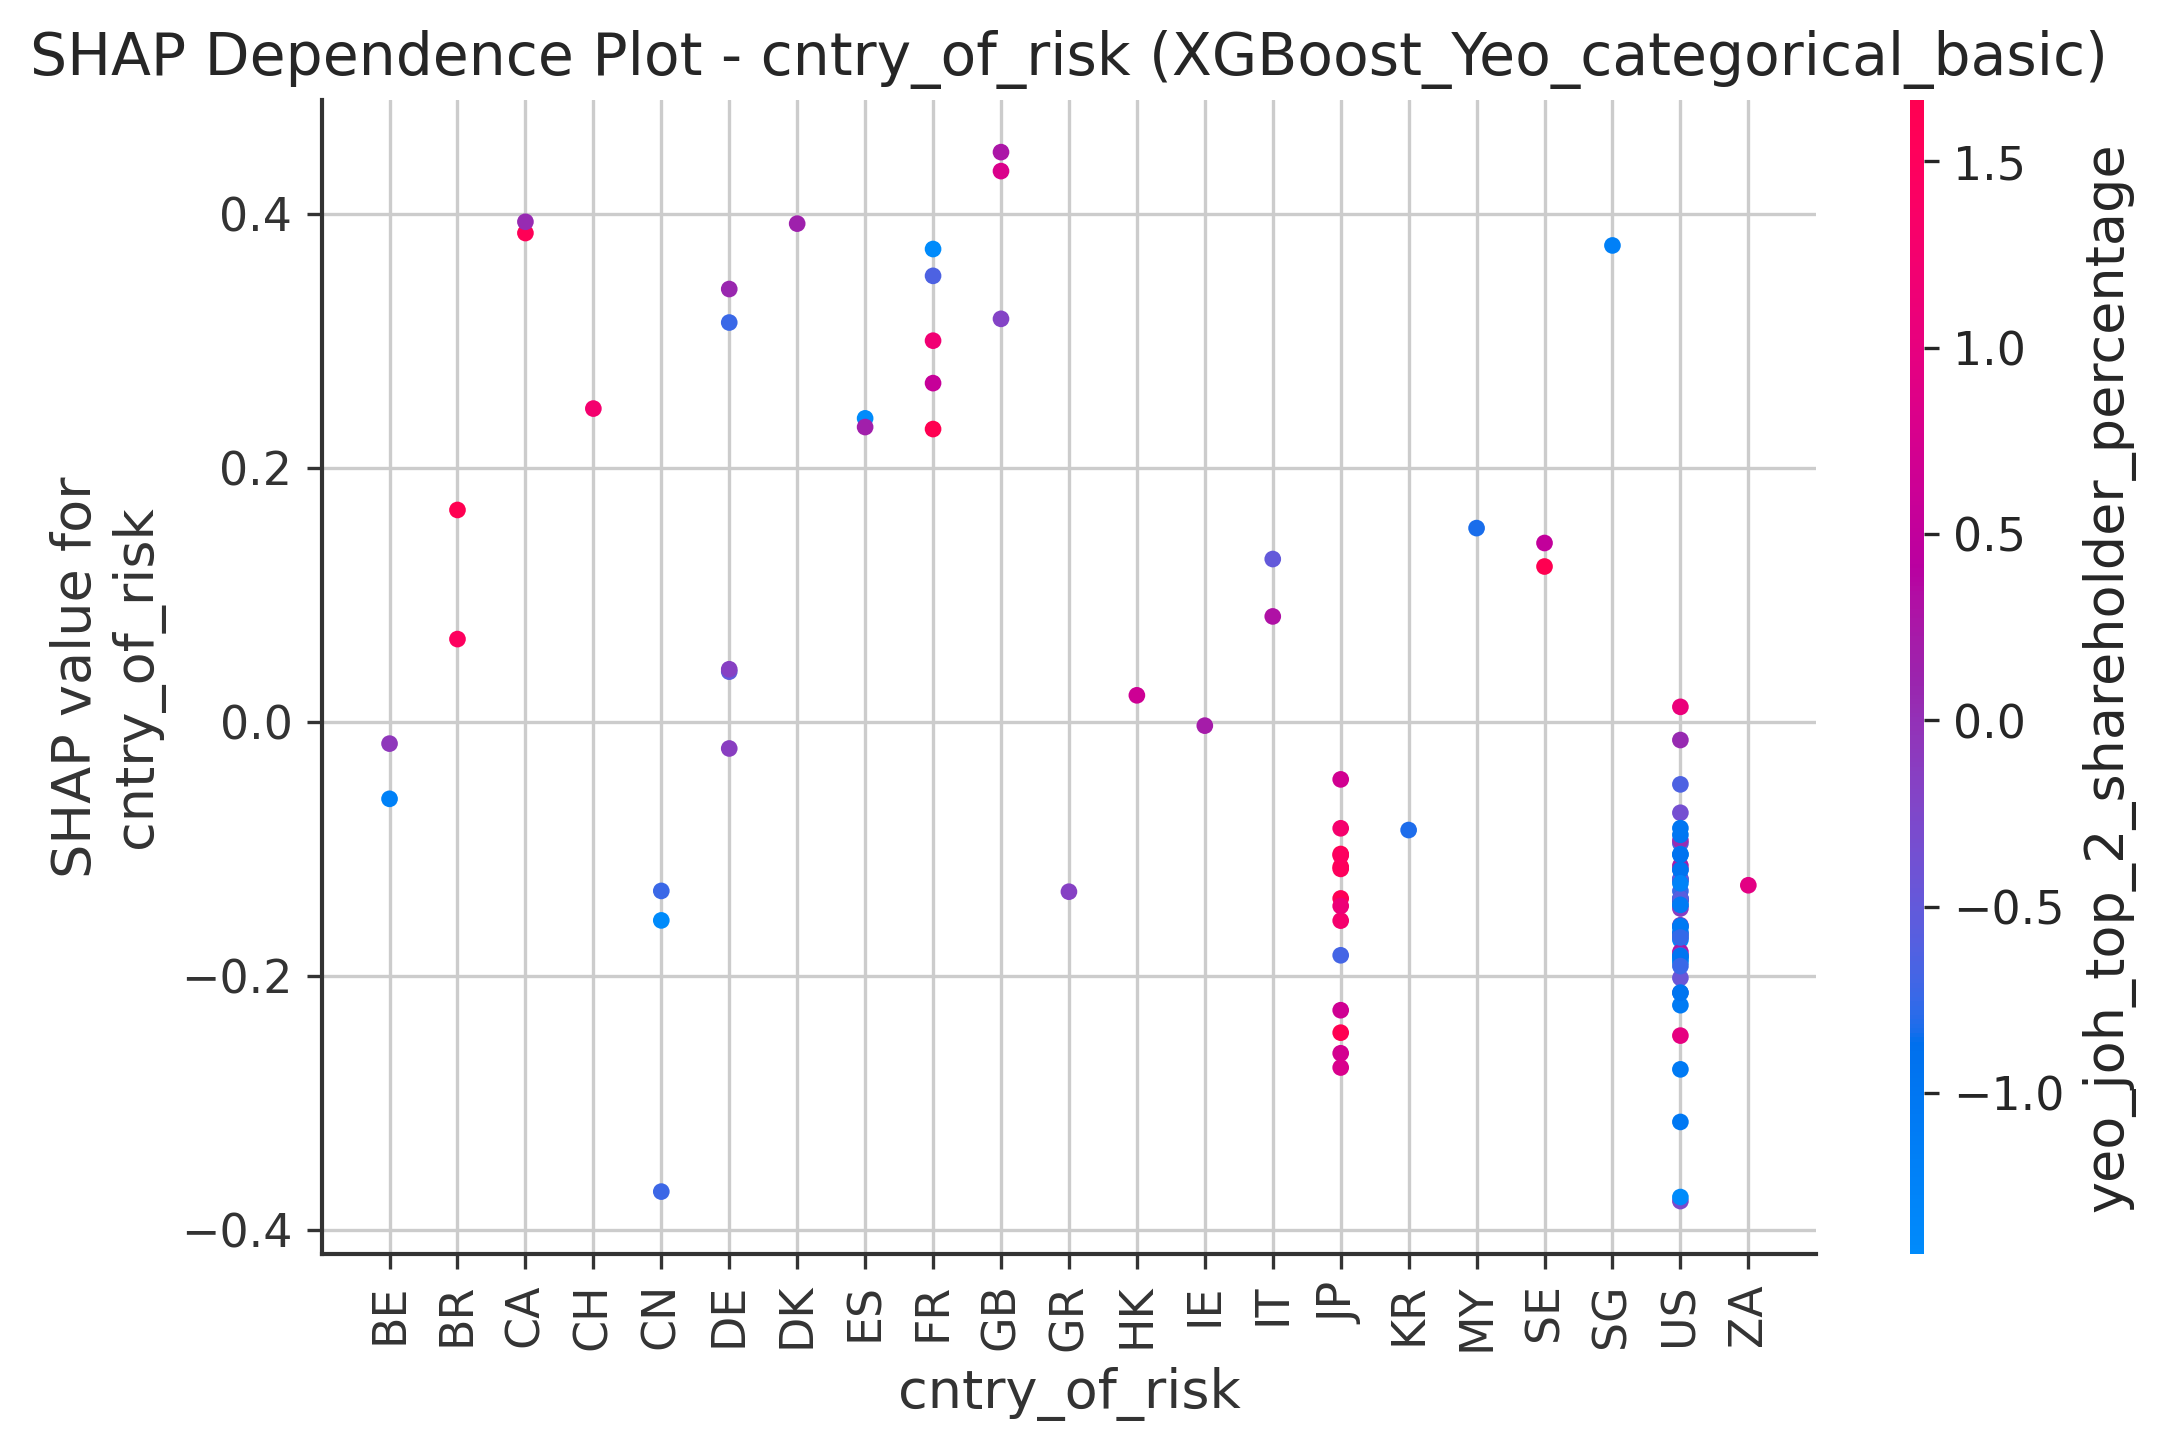 SHAP Dependence Plot - cntry_of_risk (XGBoost_Yeo_categorical_basic)
SHAP value for
cntry_of_risk
0.4
0.2
0.0
−0.2
−0.4
BE
BR
CA
CH
CN
DE
DK
ES
FR
GB
GR
HK
IE
IT
JP
KR
MY
SE
SG
US
ZA
cntry_of_risk
1.5
1.0
0.5
0.0
−0.5
−1.0
yeo_joh_top_2_shareholder_percentage